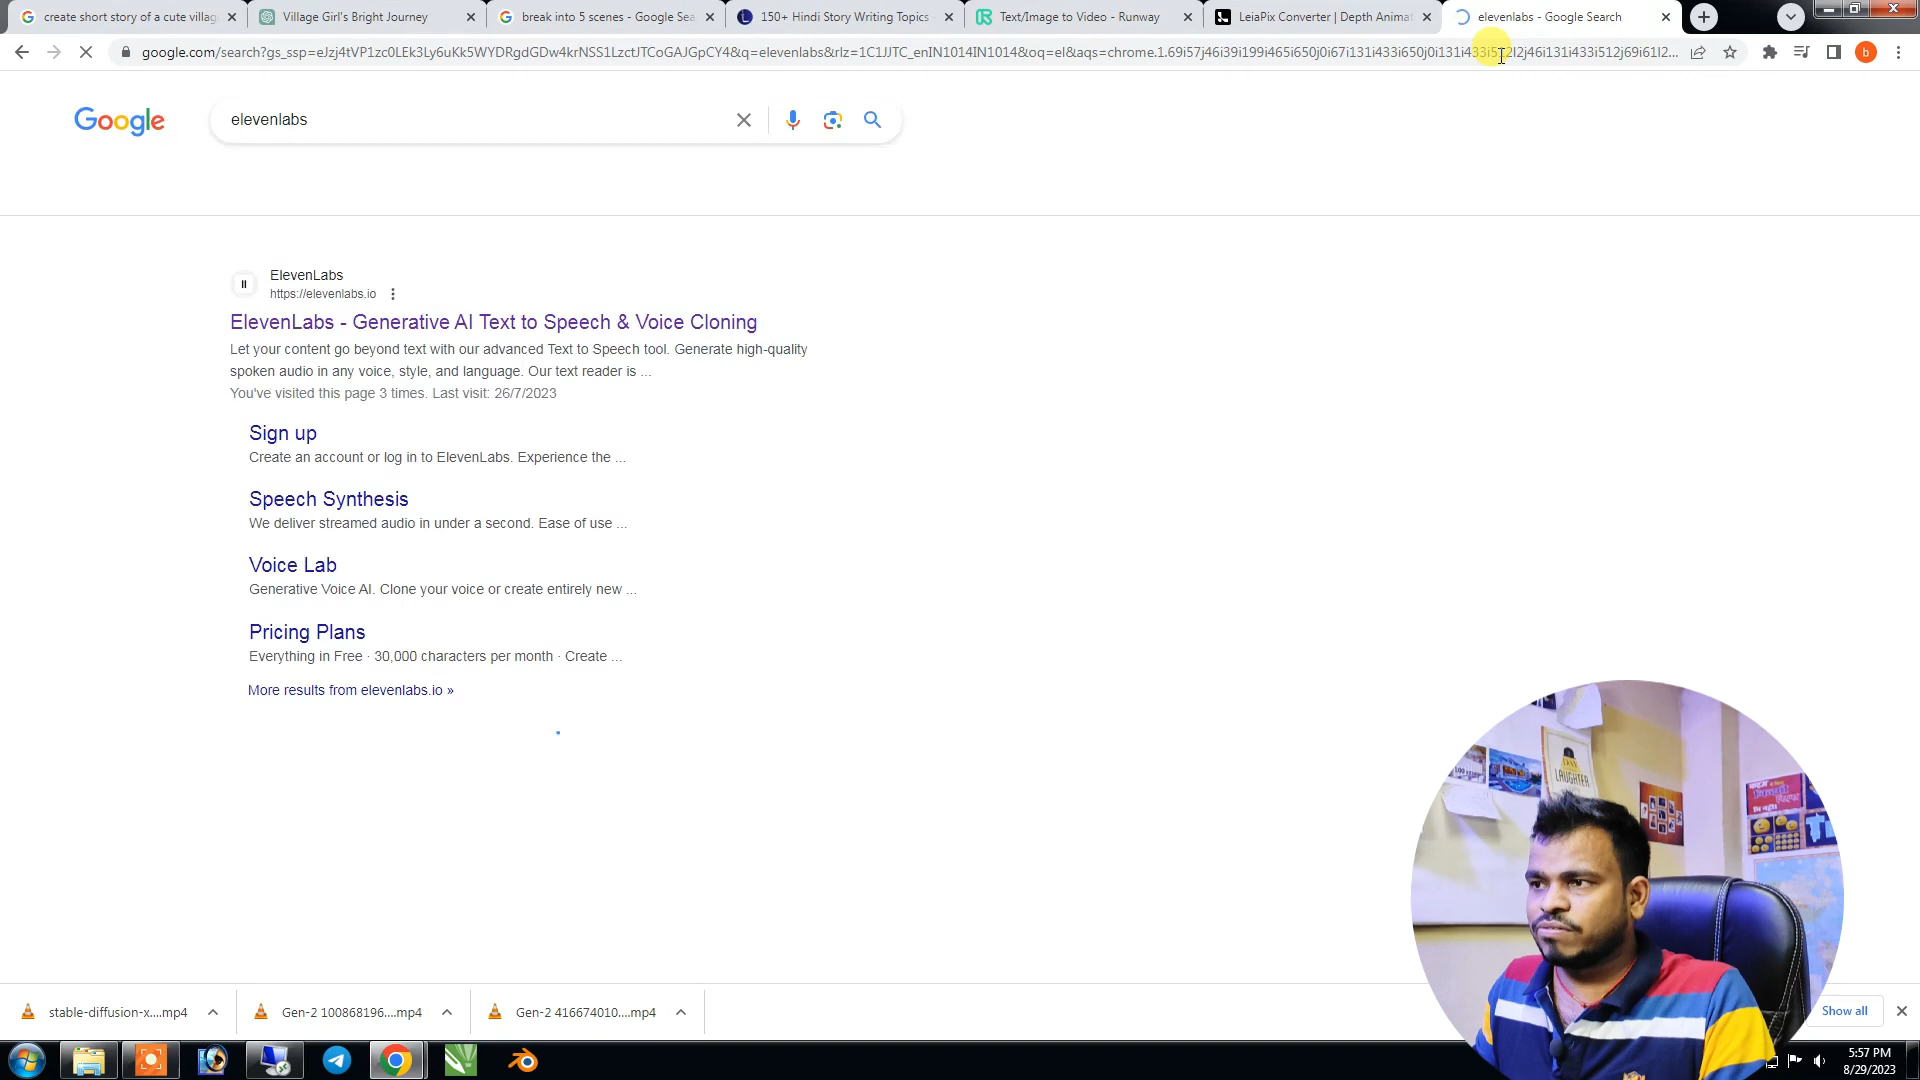 create short story of a cute villag
Village Girl's Bright Journey
break into 5 scenes - Google Sea
150+ Hindi Story Writing Topics
Text/Image to Video - Runway
LeiaPix Converter | Depth Animat
elevenlabs - Google Search
google.com/search?gs_ssp=eJzj4tVP1zc0LEk3Ly6uKk5WYDRgdGDw4krNSS1LzctJTCoGAJGpCY4&q=elevenlabs&rlz=1C1JJTC_enIN1014IN1014&oq=el&aqs=chrome.1.69i57j46i39i199i465i650j0i67i131i433i650j0i131i433i512l2j46i131i433i512j69i61l2...
b
Google
elevenlabs
ElevenLabs
https://elevenlabs.io
ElevenLabs - Generative AI Text to Speech & Voice Cloning
Let your content go beyond text with our advanced Text to Speech tool. Generate high-quality
spoken audio in any voice, style, and language. Our text reader is ...
You've visited this page 3 times. Last visit: 26/7/2023
Sign up
Create an account or log in to ElevenLabs. Experience the ...
Speech Synthesis
We deliver streamed audio in under a second. Ease of use ...
Voice Lab
Generative Voice AI. Clone your voice or create entirely new ...
Pricing Plans
Everything in Free · 30,000 characters per month · Create ...
More results from elevenlabs.io »
DAY
LAUGHTER
stable-diffusion-x....mp4
Gen-2 100868196....mp4
Gen-2 416674010....mp4
Show all
5:57 PM
8/29/2023